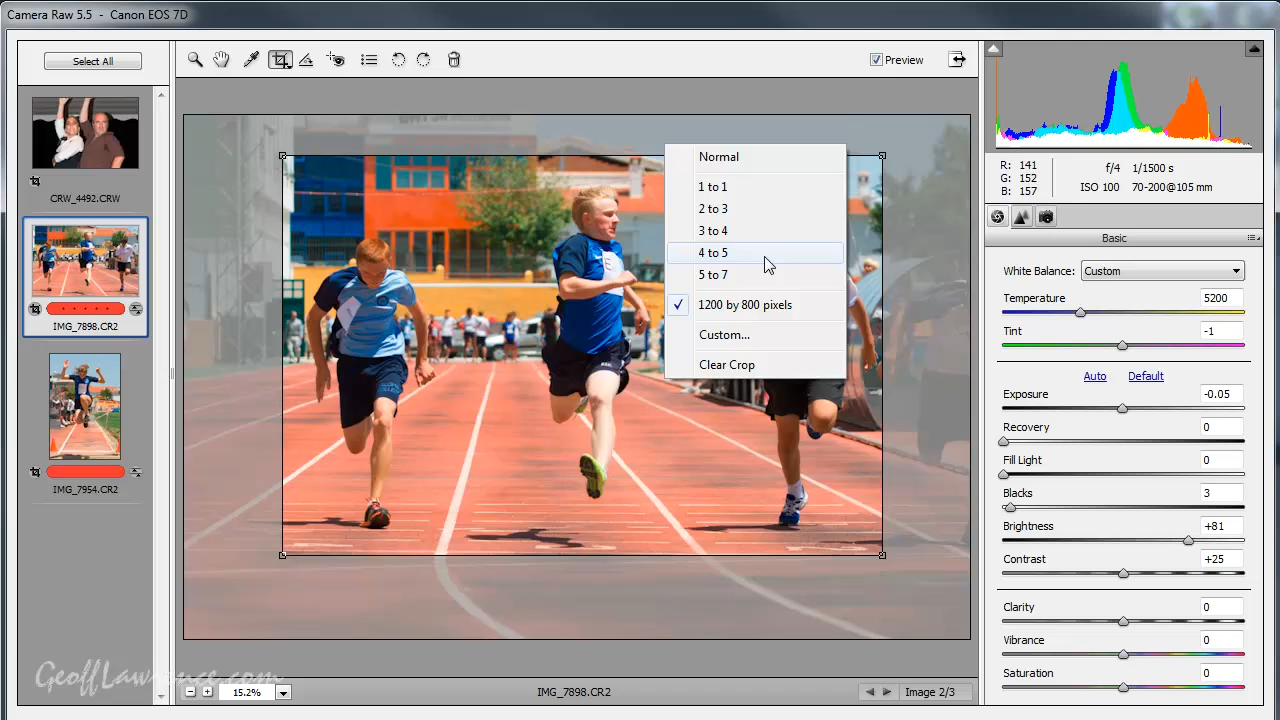 Camera Raw 5.5 - Canon EOS 7D
Select All
Preview
CRW_4492.CRW
IMG_7898.CR2
IMG_7954.CR2
Normal
1 to 1
2 to 3
3 to 4
4 to 5
5 to 7
1200 by 800 pixels
Custom...
Clear Crop
R: 141
G: 152
B: 157
f/4 1/1500 s
ISO 100 70-200@105 mm
Basic
White Balance: Custom
Temperature 5200
Tint -1
Auto Default
Exposure -0.05
Recovery 0
Fill Light 0
Blacks 3
Brightness +81
Contrast +25
Clarity 0
Vibrance 0
Saturation 0
GeoffLawrence.com
15.2%
IMG_7898.CR2
Image 2/3